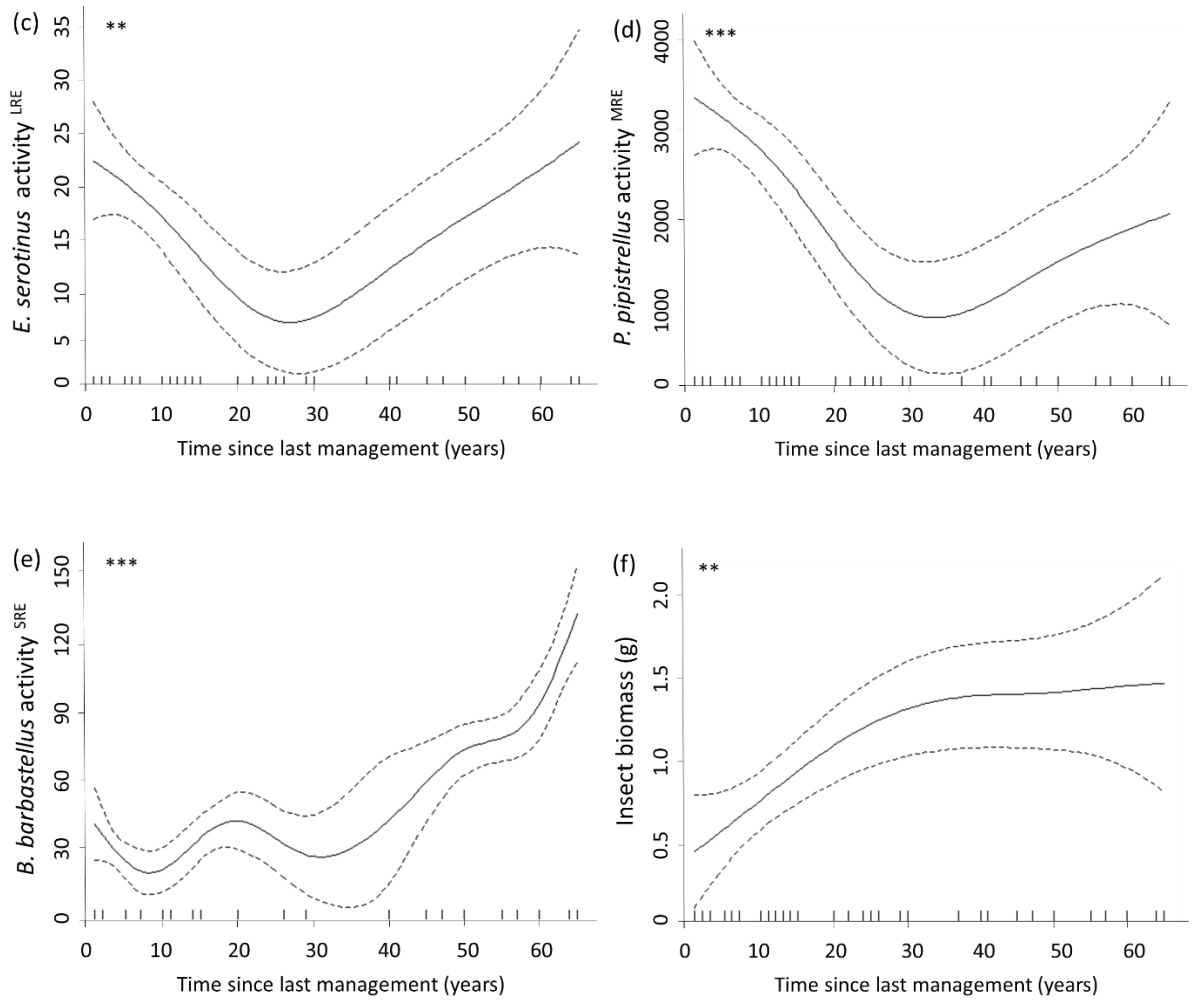 (c)
**
E. serotinus activity LRE
35
30
25
20
15
10
5
0
0 10 20 30 40 50 60
Time since last management (years)
(d)
***
P. pipistrellus activity MRE
4000
3000
2000
1000
0
0 10 20 30 40 50 60
Time since last management (years)
(e)
***
B. barbastellus activity SRE
150
120
90
60
30
0
0 10 20 30 40 50 60
Time since last management (years)
(f)
**
Insect biomass (g)
2.0
1.5
1.0
0.5
0
0 10 20 30 40 50 60
Time since last management (years)